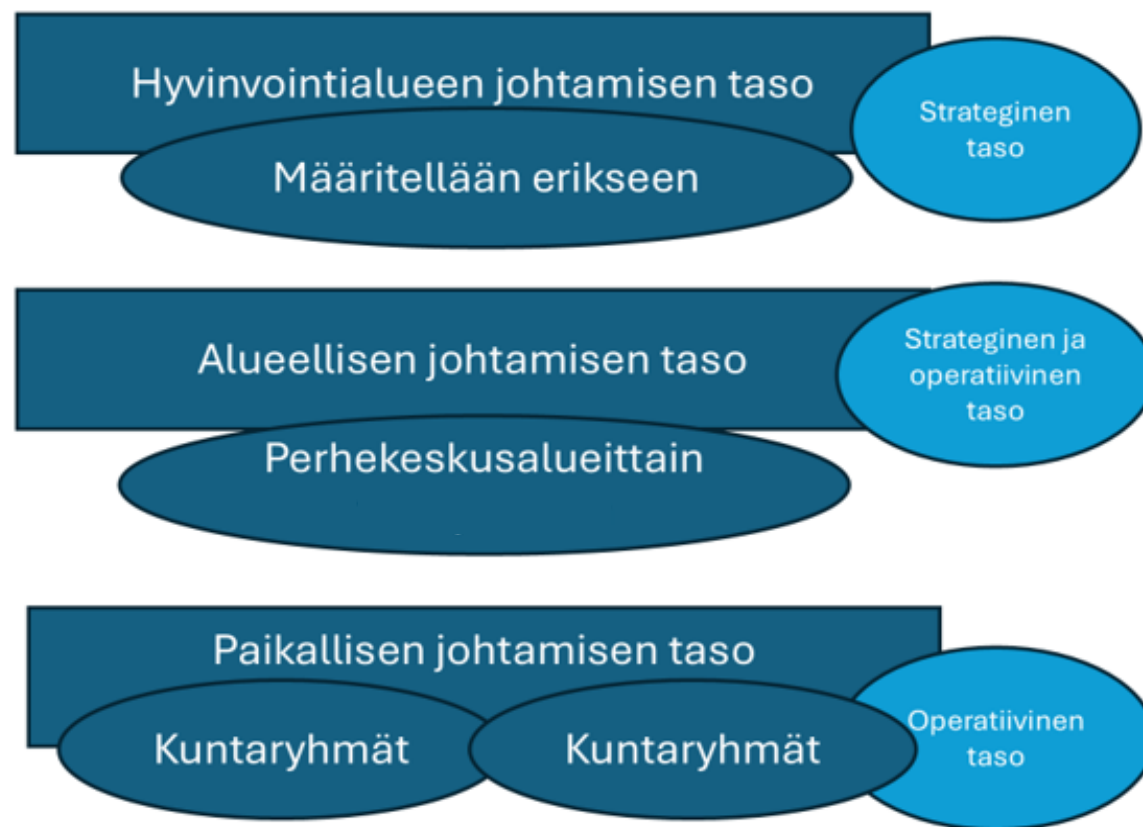 Hyvinvointialueen johtamisen taso
Strateginen
taso
Määritellään erikseen
Alueellisen johtamisen taso
Strateginen ja
operatiivinen
taso
Perhekeskusalueittain
Paikallisen johtamisen taso
Kuntaryhmät
Kuntaryhmät
Operatiivinen
taso